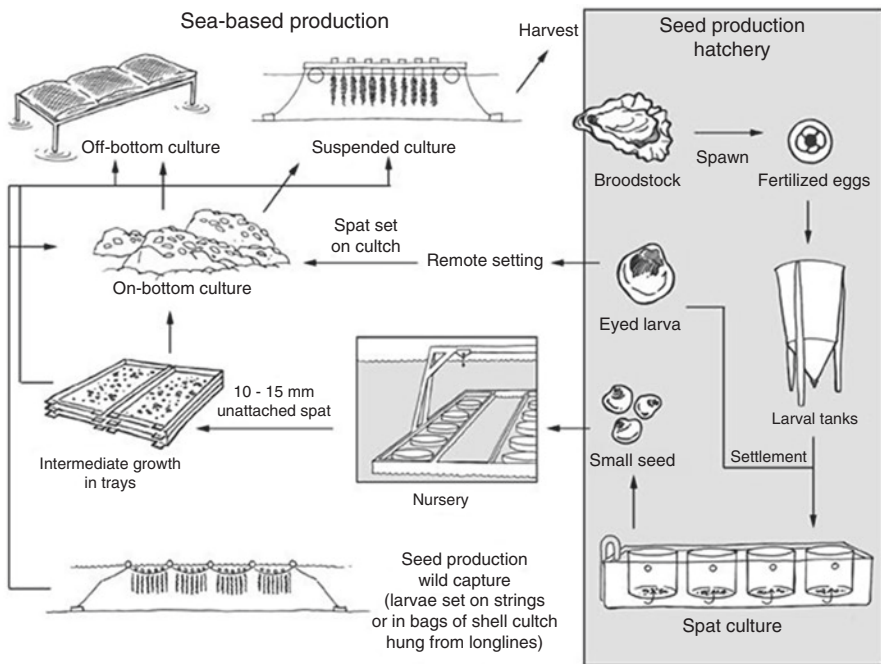 Sea-based production
Harvest
Seed production
hatchery
Off-bottom culture
Suspended culture
Broodstock
Spawn
Fertilized eggs
Spat set
on cultch
Remote setting
On-bottom culture
Eyed larva
10 - 15 mm
unattached spat
Larval tanks
Intermediate growth
in trays
Nursery
Small seed
Settlement
Seed production
wild capture
(larvae set on strings
or in bags of shell cultch
hung from longlines)
Spat culture